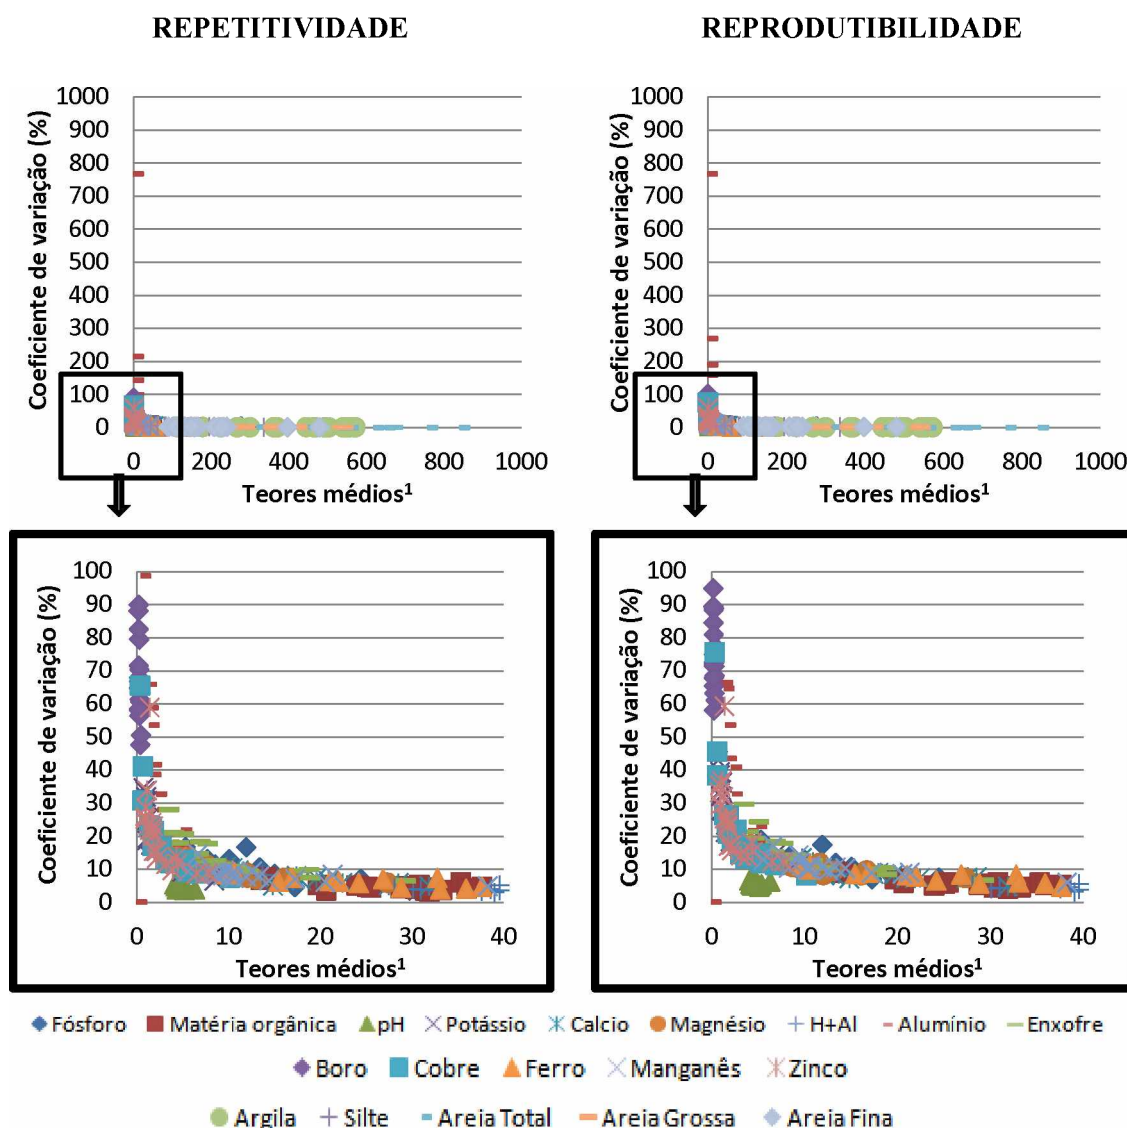 REPETITIVIDADE
REPRODUTIBILIDADE
Coeficiente de variação (%)
1000
900
800
700
600
500
400
300
200
100
0
0 200 400 600 800 1000
Teores médios¹
Coeficiente de variação (%)
1000
900
800
700
600
500
400
300
200
100
0
0 200 400 600 800 1000
Teores médios¹
Coeficiente de variação (%)
100
90
80
70
60
50
40
30
20
10
0
0 10 20 30 40
Teores médios¹
Coeficiente de variação (%)
100
90
80
70
60
50
40
30
20
10
0
0 10 20 30 40
Teores médios¹
Fósforo Matéria orgânica pH Potássio Calcio Magnésio H+Al Alumínio Enxofre
Boro Cobre Ferro Manganês Zinco
Argila Silte Areia Total Areia Grossa Areia Fina